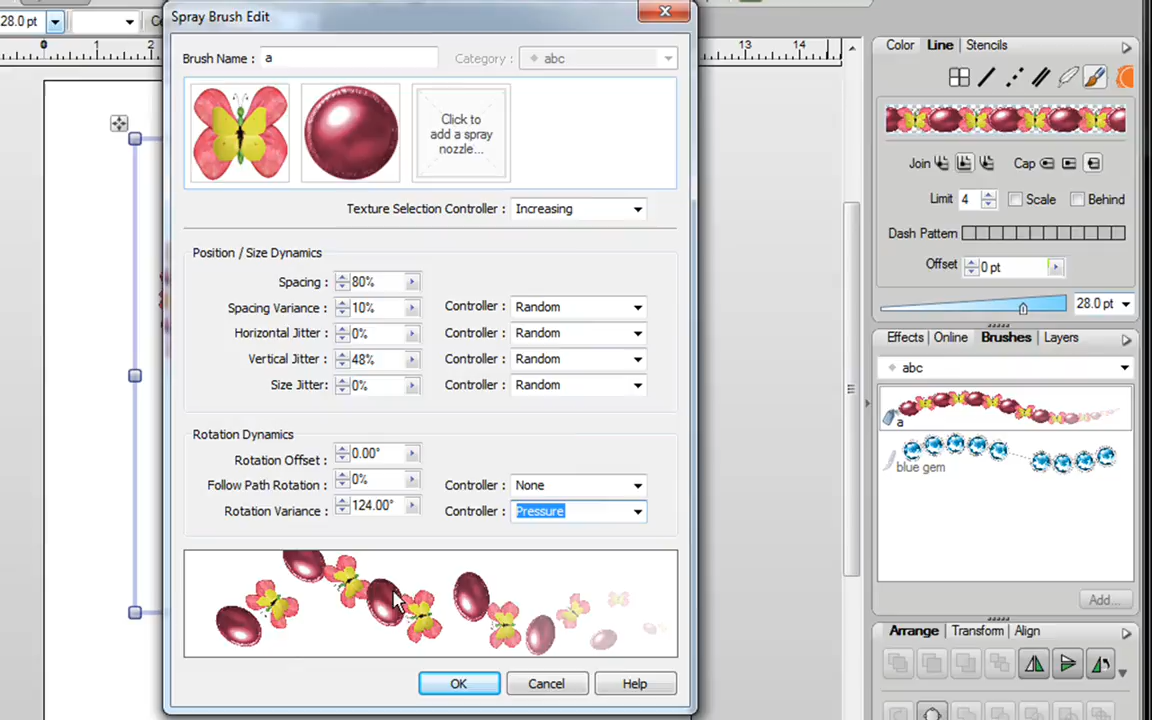 28.0 pt
Spray Brush Edit
0 1 2 13 14
Brush Name : a Category : abc
Click to
add a spray
nozzle...
Texture Selection Controller : Increasing
Position / Size Dynamics
Spacing : 80%
Spacing Variance : 10% Controller : Random
Horizontal Jitter : 0% Controller : Random
Vertical Jitter : 48% Controller : Random
Size Jitter: 0% Controller : Random
Rotation Dynamics
Rotation Offset : 0.00°
Follow Path Rotation : 0% Controller : None
Rotation Variance : 124.00° Controller : Pressure
OK Cancel Help
Color Line Stencils
Join Cap
Limit 4 Scale Behind
Dash Pattern
Offset 0 pt
28.0 pt
Effects Online Brushes Layers
abc
a
blue gem
Add...
Arrange Transform Align